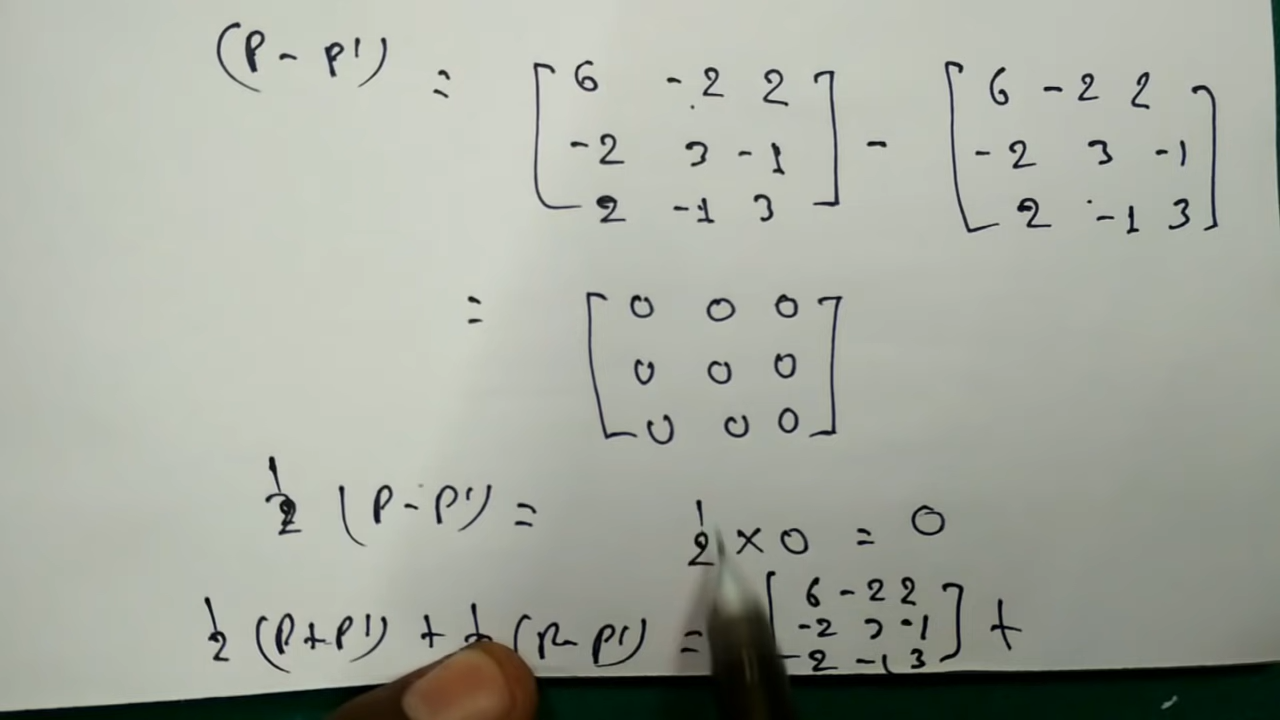 (P - P') = [ 6 -2 2 ] - [ 6 -2 2 ]
[ -2 3 -1 ] [ -2 3 -1 ]
[ 2 -1 3 ] [ 2 -1 3 ]
= [ 0 0 0 ]
[ 0 0 0 ]
[ 0 0 0 ]
1/2 (P - P') = 1/2 × 0 = 0
1/2 (P + P') + 1/2 (P - P') = [ 6 -2 2 ] +
[ -2 3 -1 ]
[ 2 -1 3 ]